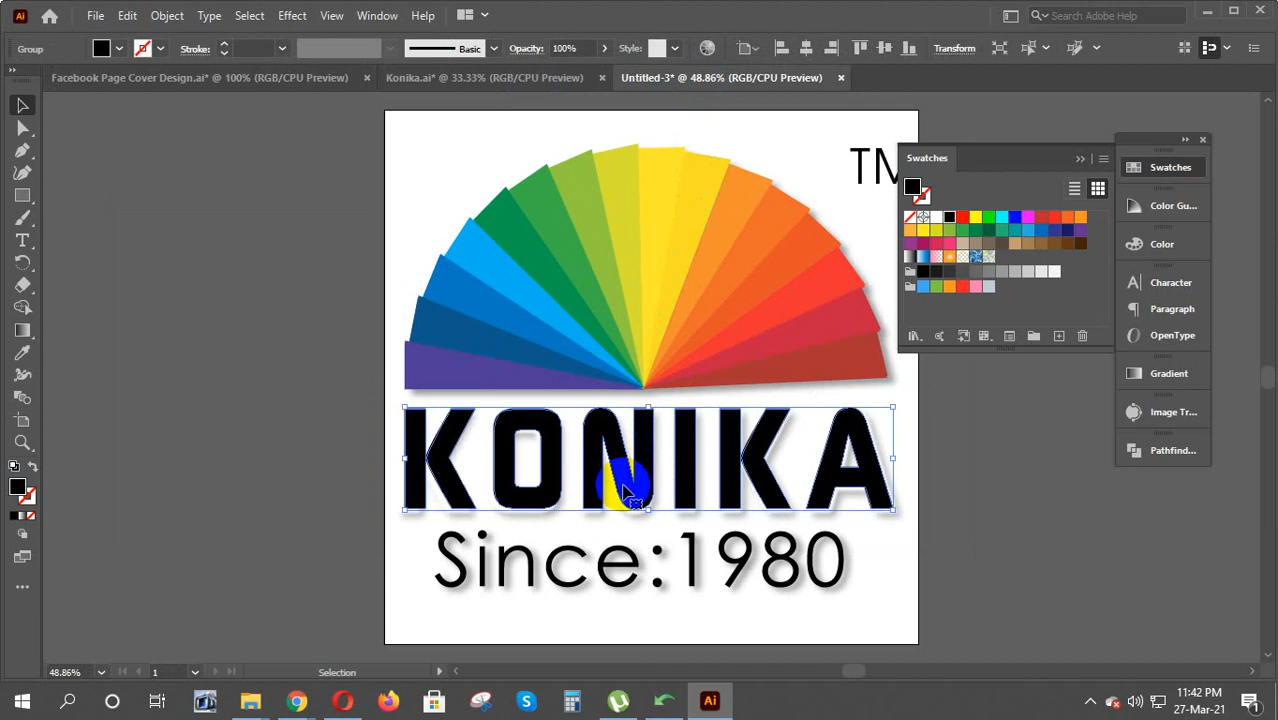 Ai File Edit Object Type Select Effect View Window Help Search Adobe Help
Group Stroke: Basic Opacity: 100% Style: Transform
Facebook Page Cover Design.ai* @ 100% (RGB/CPU Preview) Konika.ai* @ 33.33% (RGB/CPU Preview) Untitled-3* @ 48.86% (RGB/CPU Preview)
TM
Swatches
Swatches
Color Gu...
Color
Character
Paragraph
OpenType
Gradient
Image Tr...
Pathfind...
KONIKA
Since:1980
48.86% 1 Selection
Ai 11:42 PM
27-Mar-21